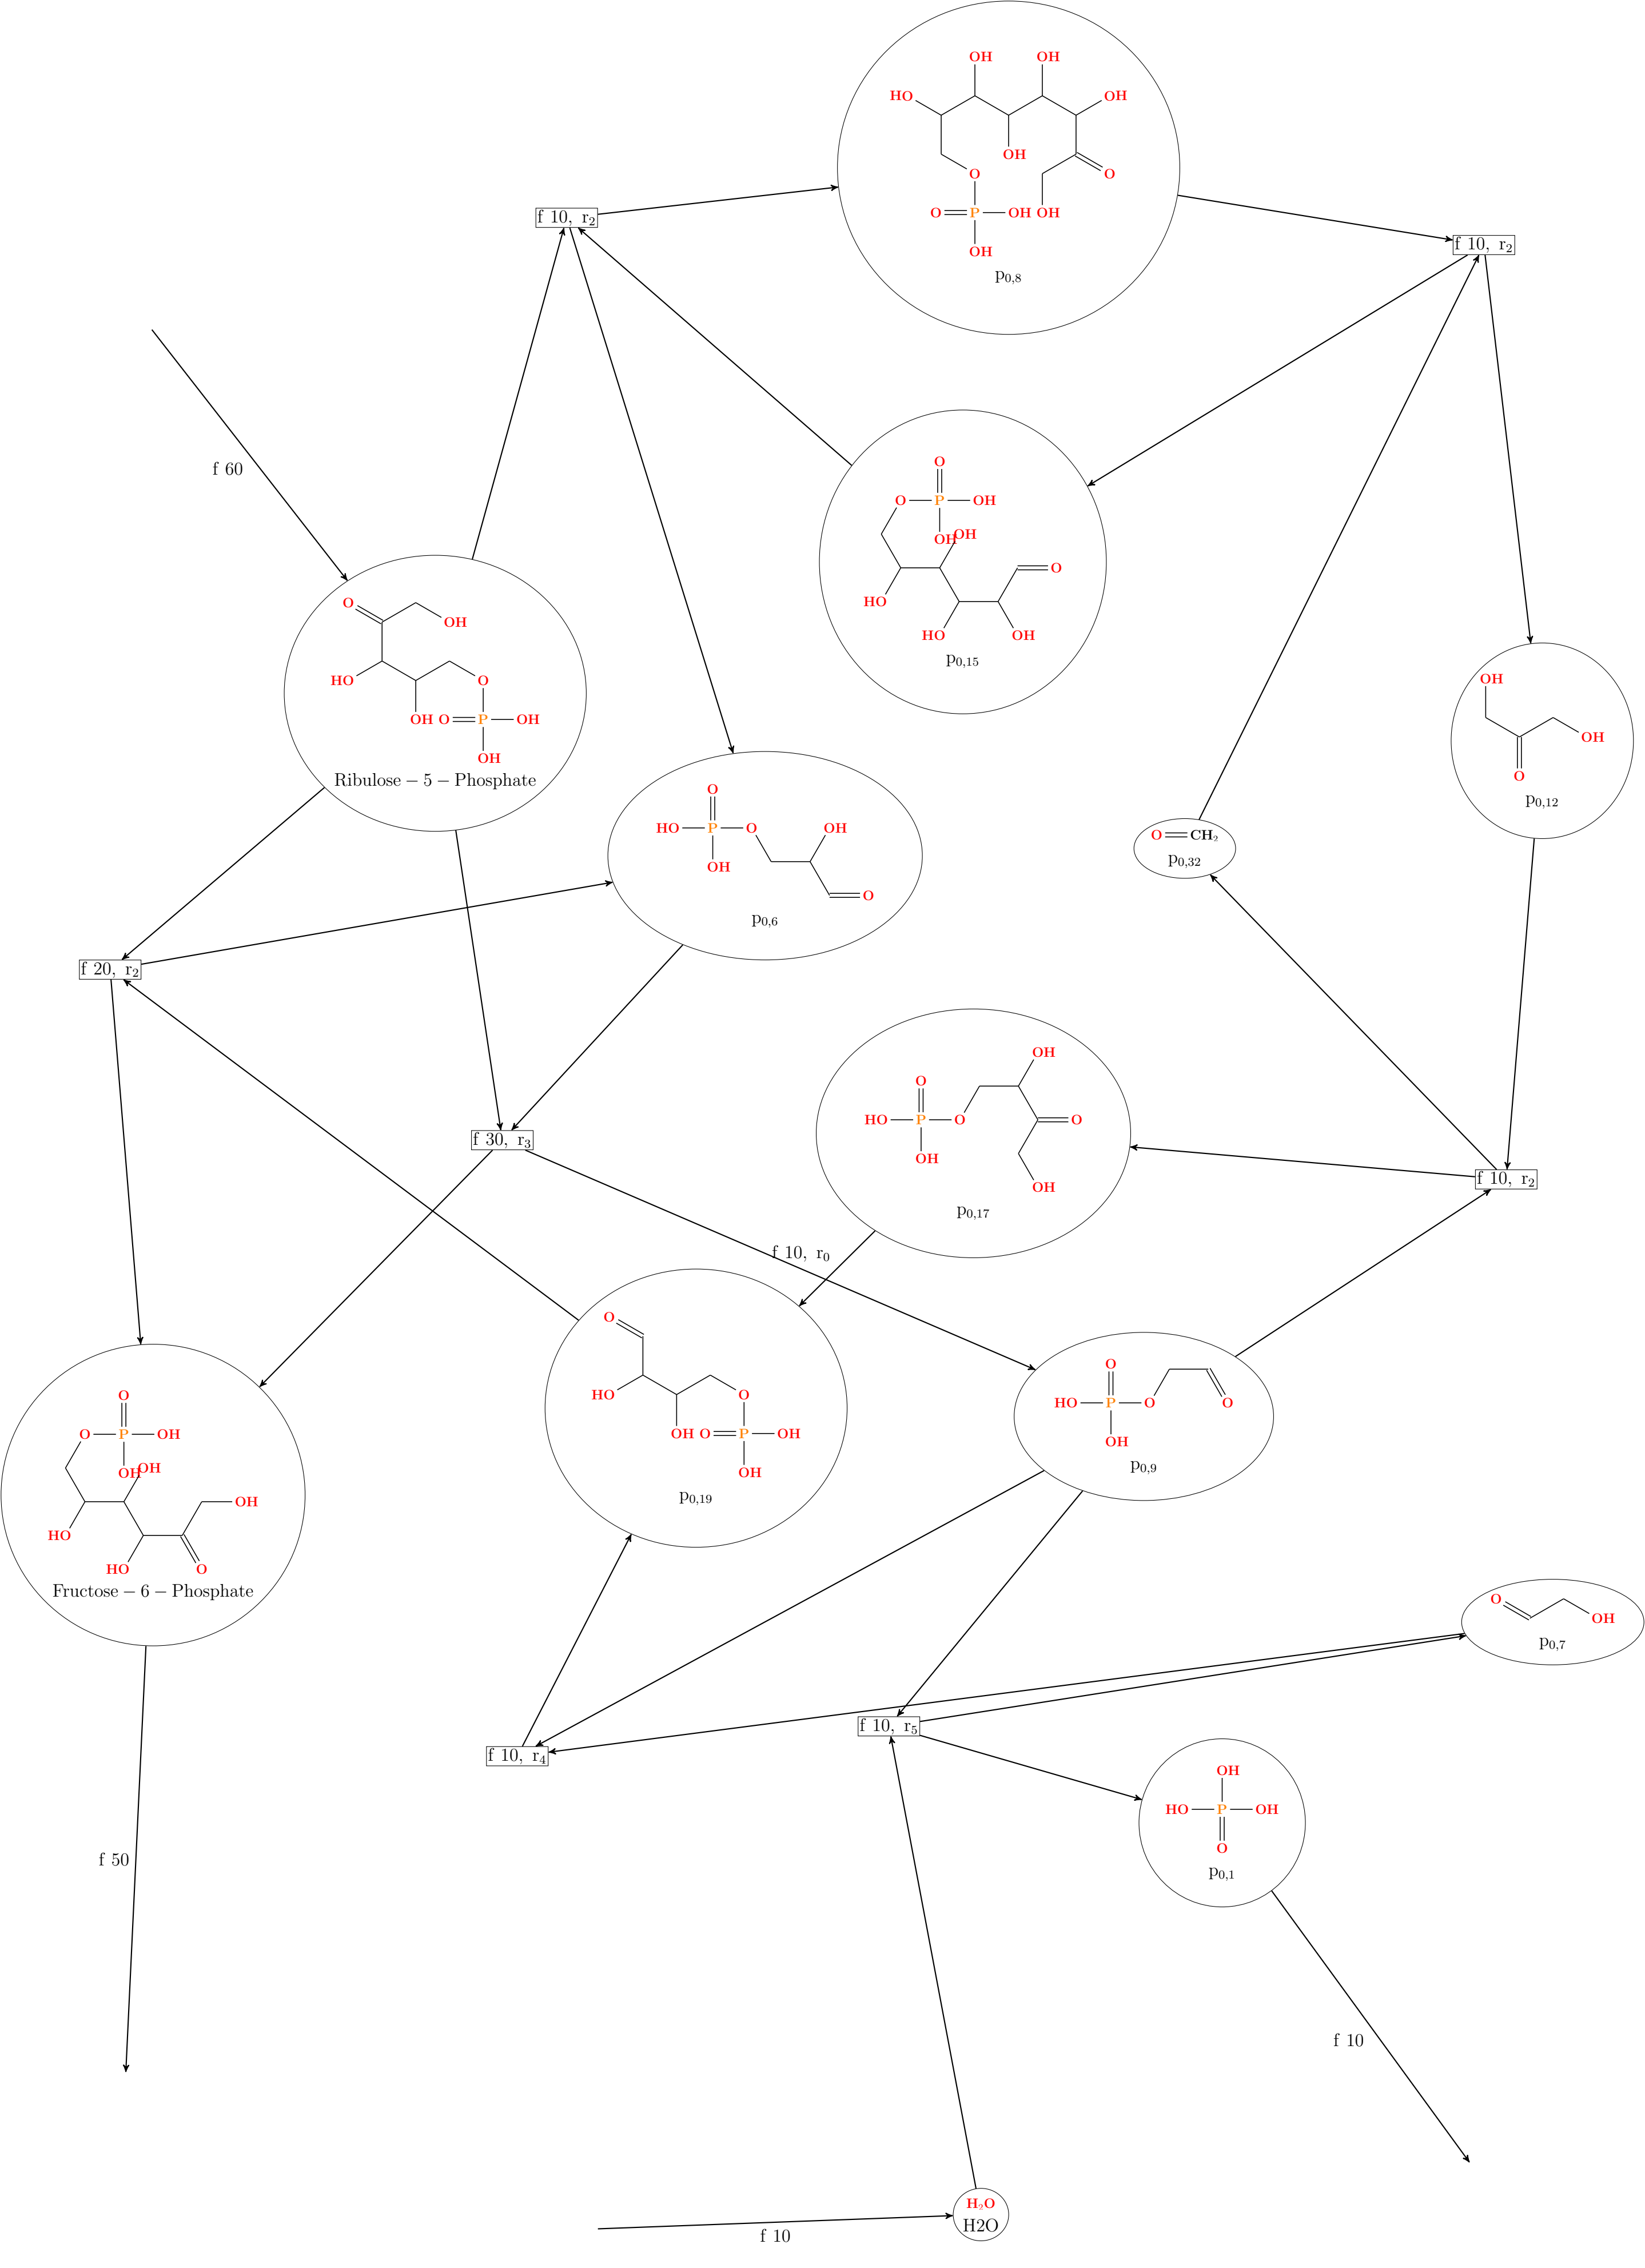 OH OH
HO OH
OH
O O
O P OH OH
OH
p0,8
f 10, r2
f 10, r2
f 60
O
O P OH
OH OH
O
HO
HO OH
p0,15
O
OH
HO O
OH O P OH
OH
Ribulose – 5 – Phosphate
OH
OH
O
p0,12
O
HO P O OH
OH
O
p0,6
O CH2
p0,32
f 20, r2
OH
O
HO P O O
OH
OH
p0,17
f 30, r3
f 10, r2
f 10, r0
O
HO O
OH O P OH
OH
p0,19
O
HO P O O
OH
p0,9
O
O P OH
OH OH
OH
HO
HO O
Fructose – 6 – Phosphate
O
OH
p0,7
f 10, r5
f 10, r4
OH
HO P OH
O
p0,1
f 50
f 10
H2O
H2O
f 10